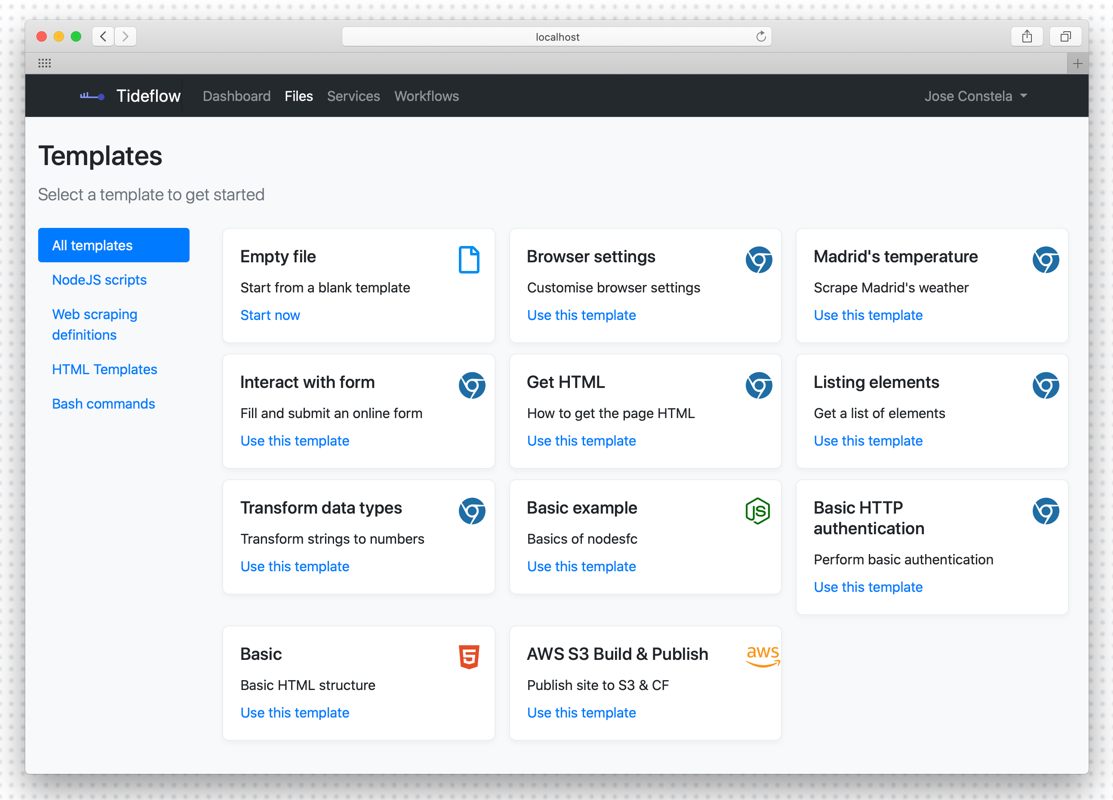 localhost
Tideflow Dashboard Files Services Workflows Jose Constela
Templates
Select a template to get started
All templates
NodeJS scripts
Web scraping
definitions
HTML Templates
Bash commands
Empty file
Start from a blank template
Start now
Browser settings
Customise browser settings
Use this template
Madrid's temperature
Scrape Madrid's weather
Use this template
Interact with form
Fill and submit an online form
Use this template
Get HTML
How to get the page HTML
Use this template
Listing elements
Get a list of elements
Use this template
Transform data types
Transform strings to numbers
Use this template
Basic example
JS
Basics of nodesfc
Use this template
Basic HTTP
authentication
Perform basic authentication
Use this template
Basic
5
Basic HTML structure
Use this template
AWS S3 Build & Publish
aws
Publish site to S3 & CF
Use this template